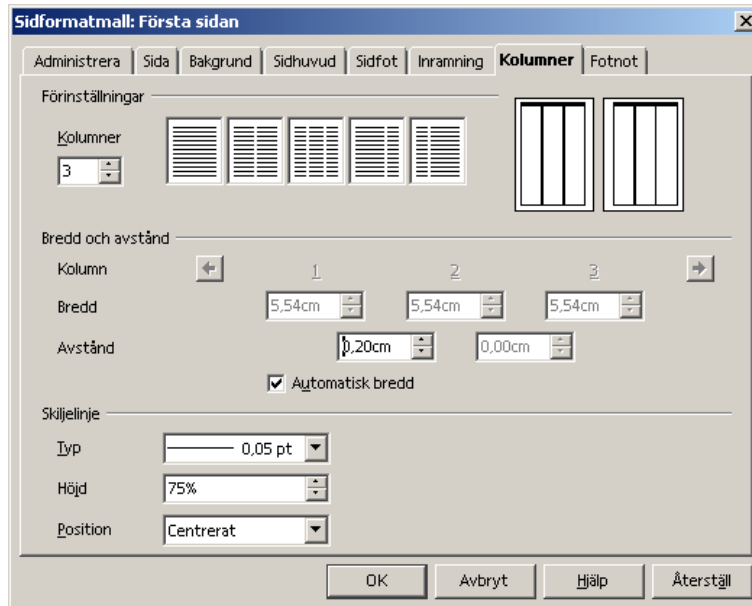 Sidformatmall: Första sidan
Administrera Sida Bakgrund Sidhuvud Sidfot Inramning Kolumner Fotnot
Förinställningar
Kolumner
3
Bredd och avstånd
Kolumn 1 2 3
Bredd 5,54cm 5,54cm 5,54cm
Avstånd 0,20cm 0,00cm
Automatisk bredd
Skiljelinje
Typ 0,05 pt
Höjd 75%
Position Centrerat
OK Avbryt Hjälp Återställ